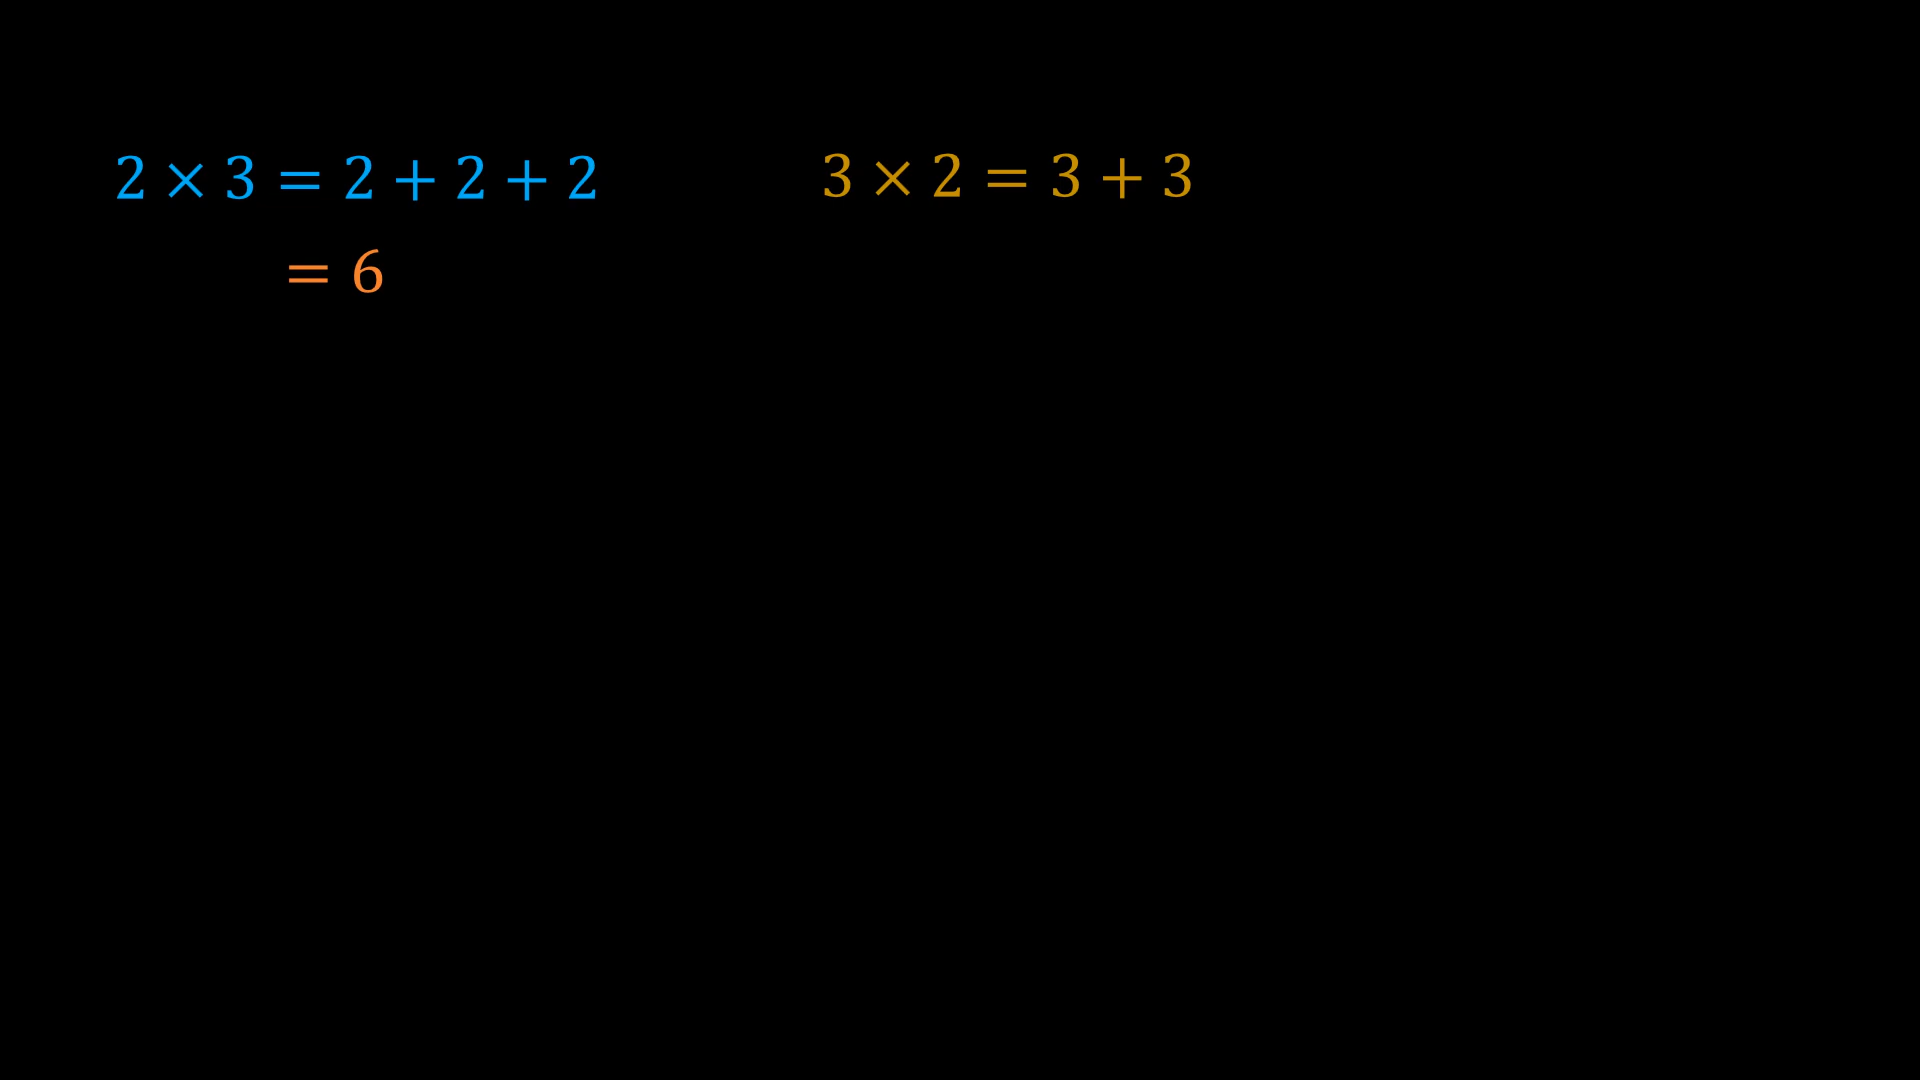 2 × 3 = 2 + 2 + 2
= 6
3 × 2 = 3 + 3